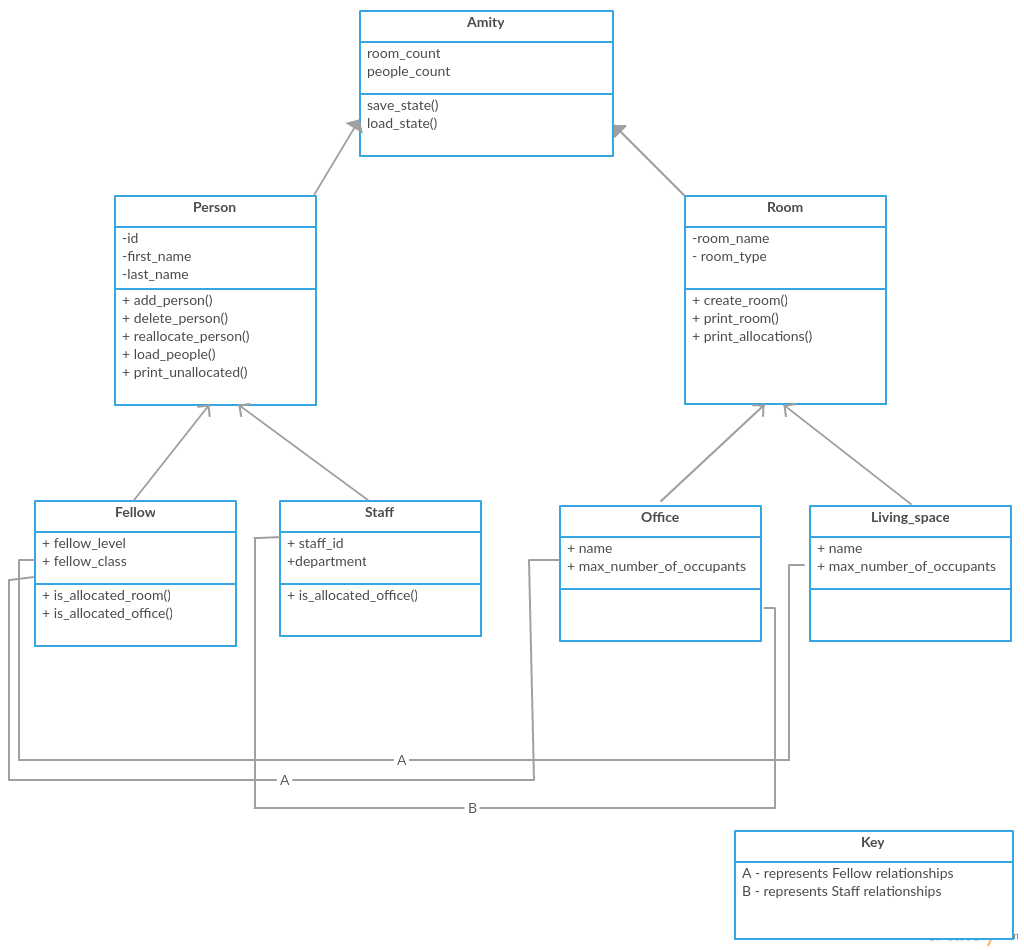 Amity
room_count
people_count
save_state()
load_state()
Person
-id
-first_name
-last_name
+ add_person()
+ delete_person()
+ reallocate_person()
+ load_people()
+ print_unallocated()
Room
-room_name
- room_type
+ create_room()
+ print_room()
+ print_allocations()
Fellow
+ fellow_level
+ fellow_class
+ is_allocated_room()
+ is_allocated_office()
Staff
+ staff_id
+department
+ is_allocated_office()
Office
+ name
+ max_number_of_occupants
Living_space
+ name
+ max_number_of_occupants
A
A
B
Key
A - represents Fellow relationships
B - represents Staff relationships